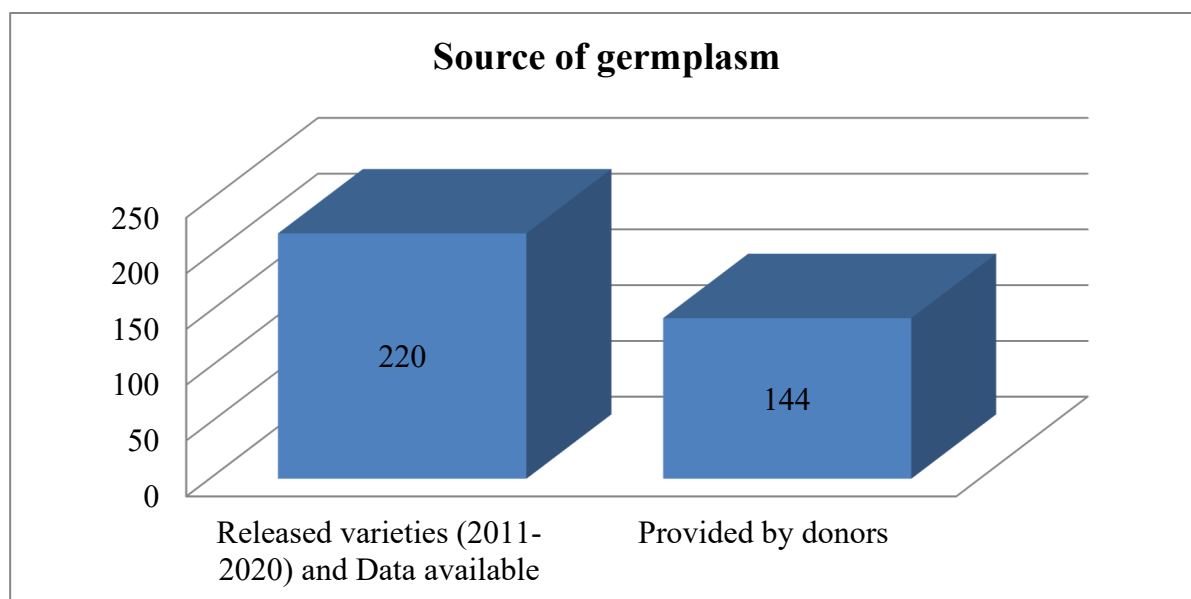 Source of germplasm
250
200
150
100
50
0
220
144
Released varieties (2011-
2020) and Data available
Provided by donors